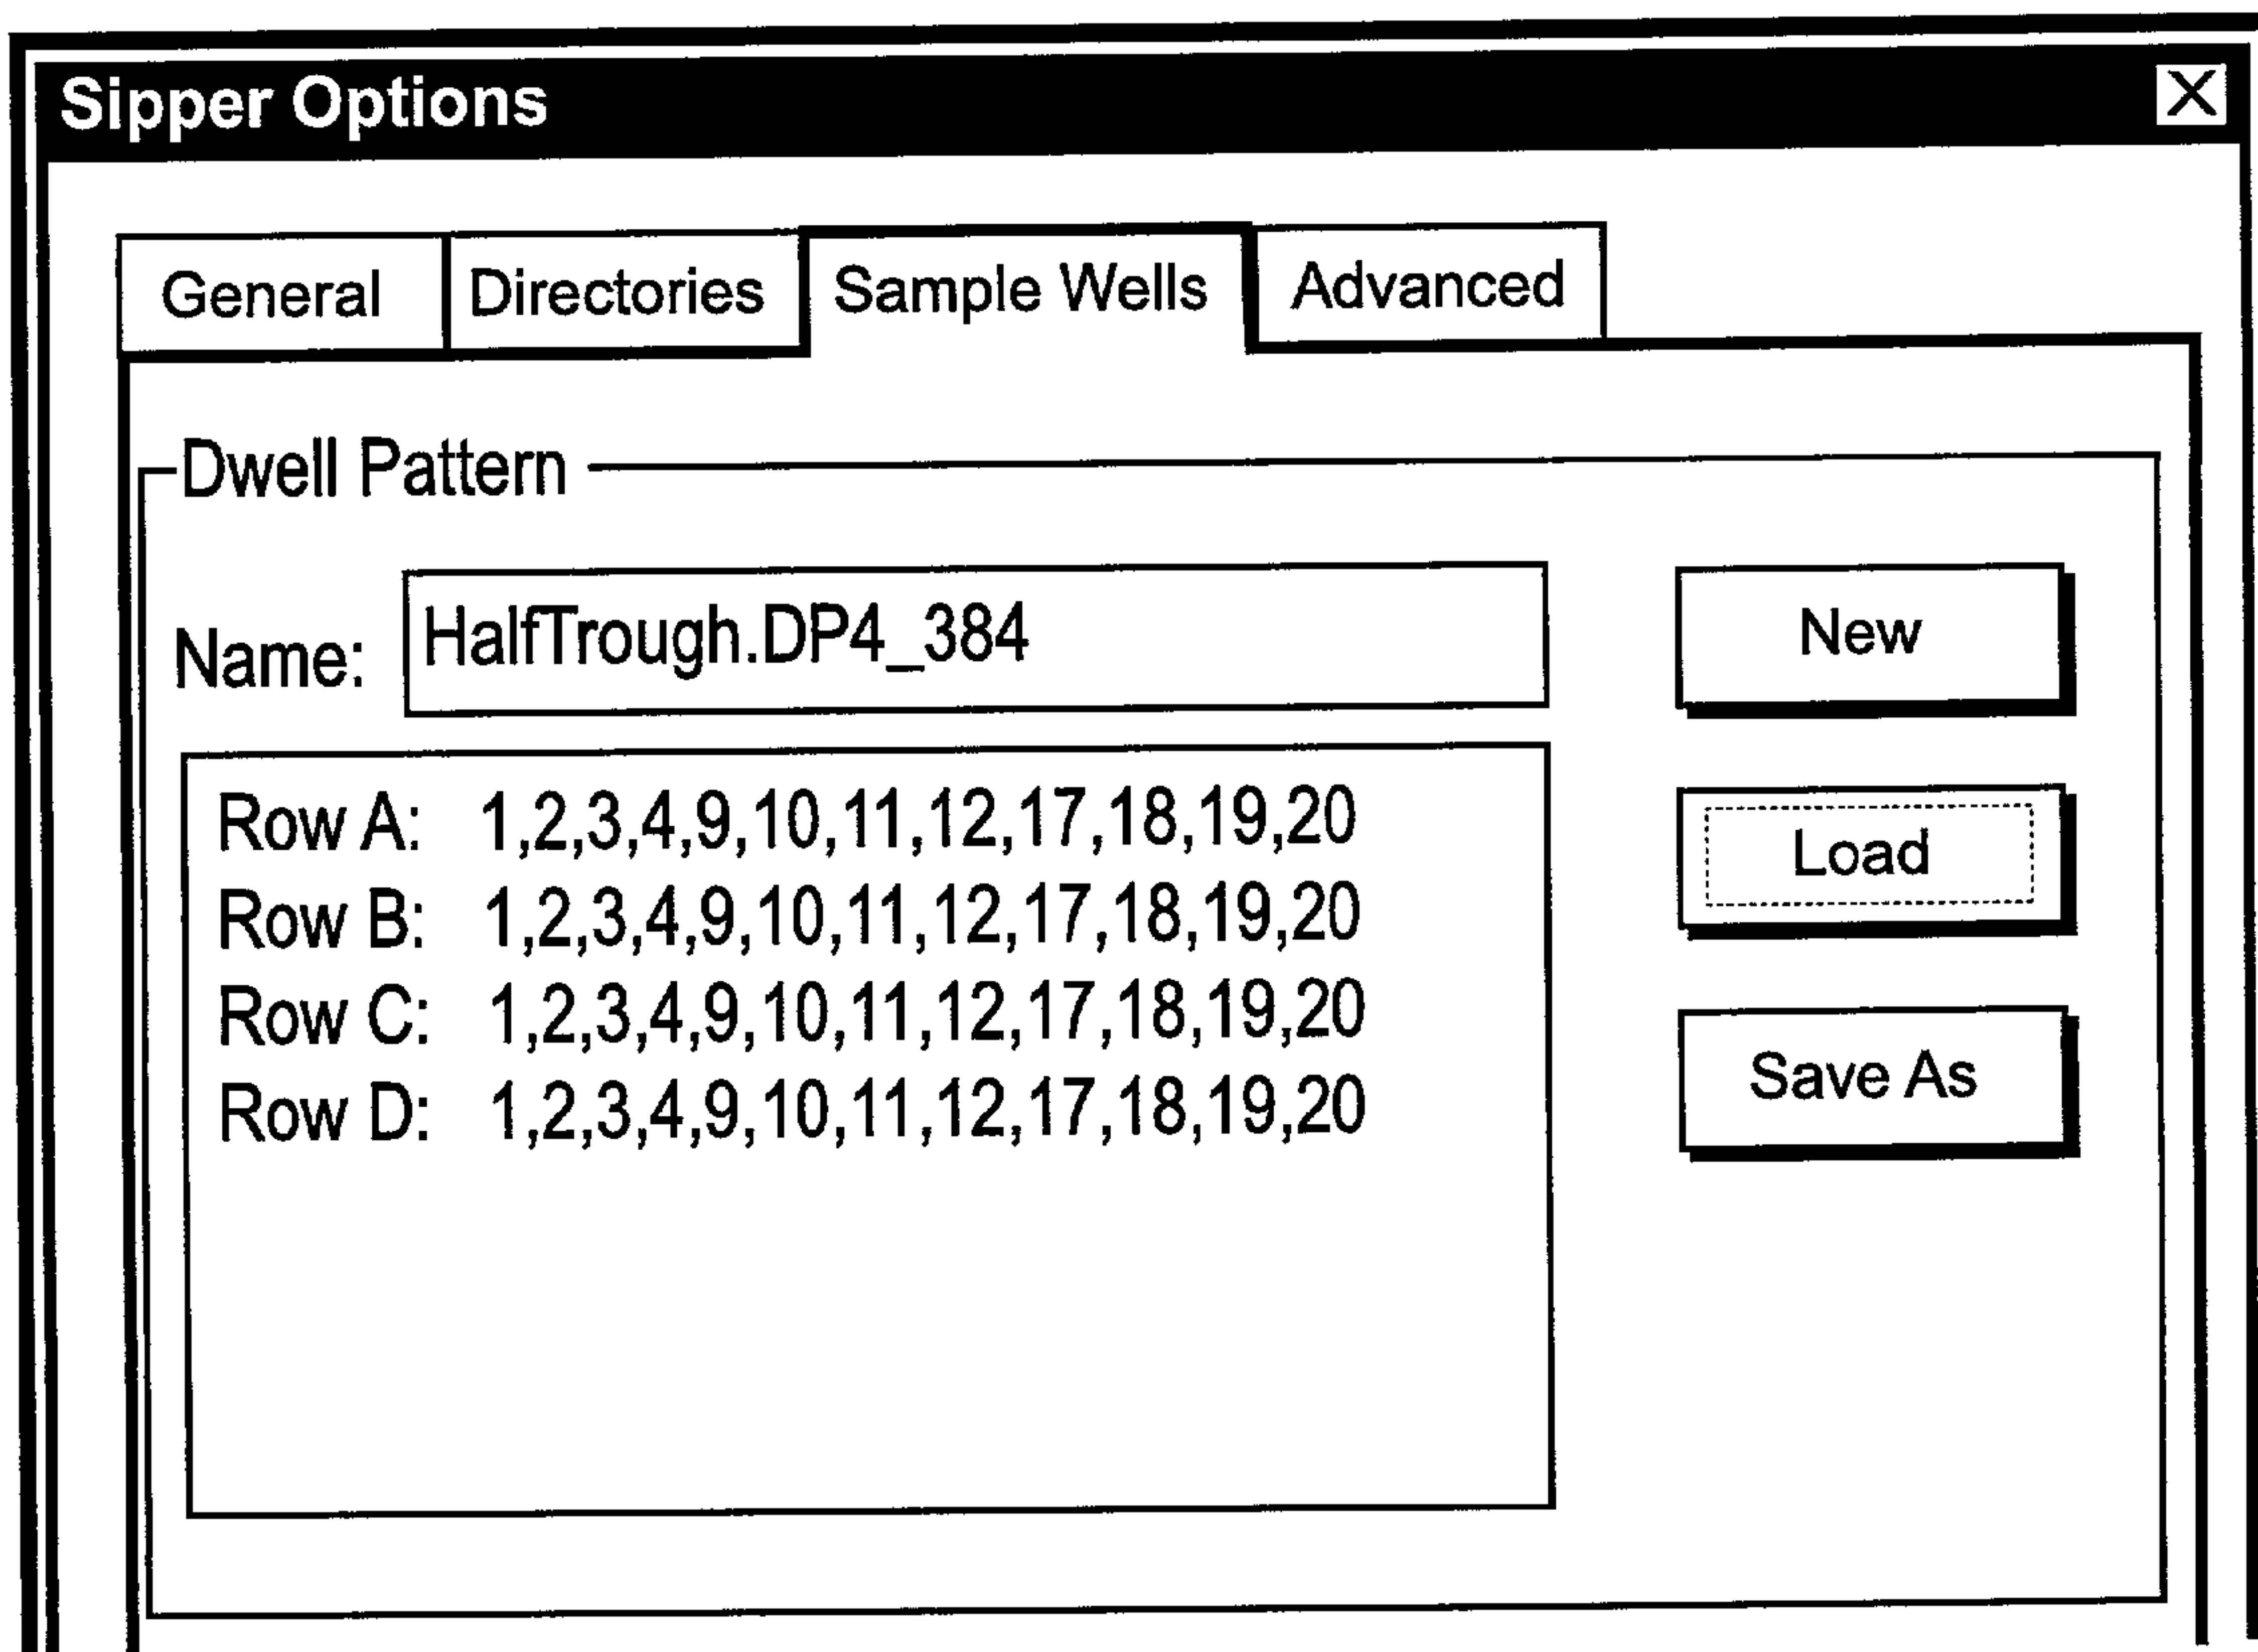 Sipper Options
General Directories Sample Wells Advanced
Dwell Pattern
Name: HalfTrough.DP4_384
New
Row A: 1,2,3,4,9,10,11,12,17,18,19,20
Row B: 1,2,3,4,9,10,11,12,17,18,19,20
Row C: 1,2,3,4,9,10,11,12,17,18,19,20
Row D: 1,2,3,4,9,10,11,12,17,18,19,20
Load
Save As